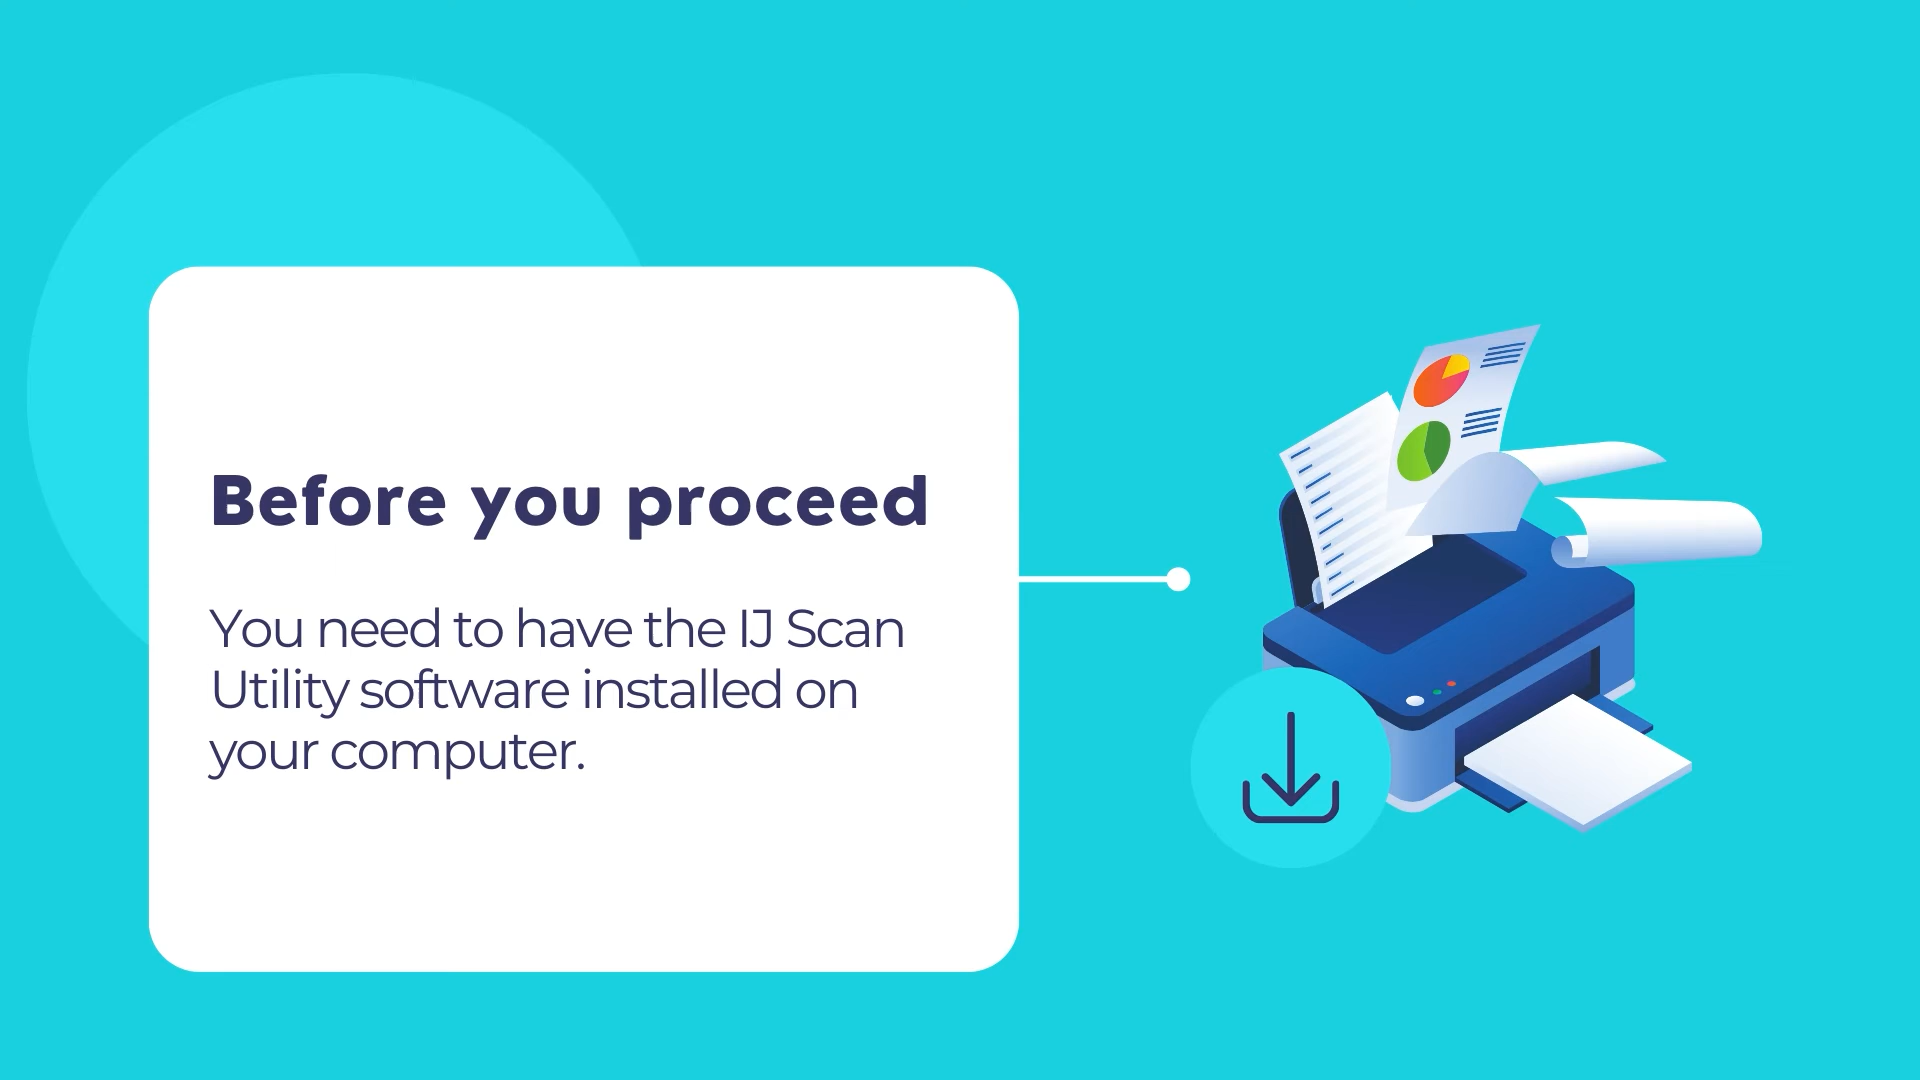 Before you proceed
You need to have the IJ Scan
Utility software installed on
your computer.